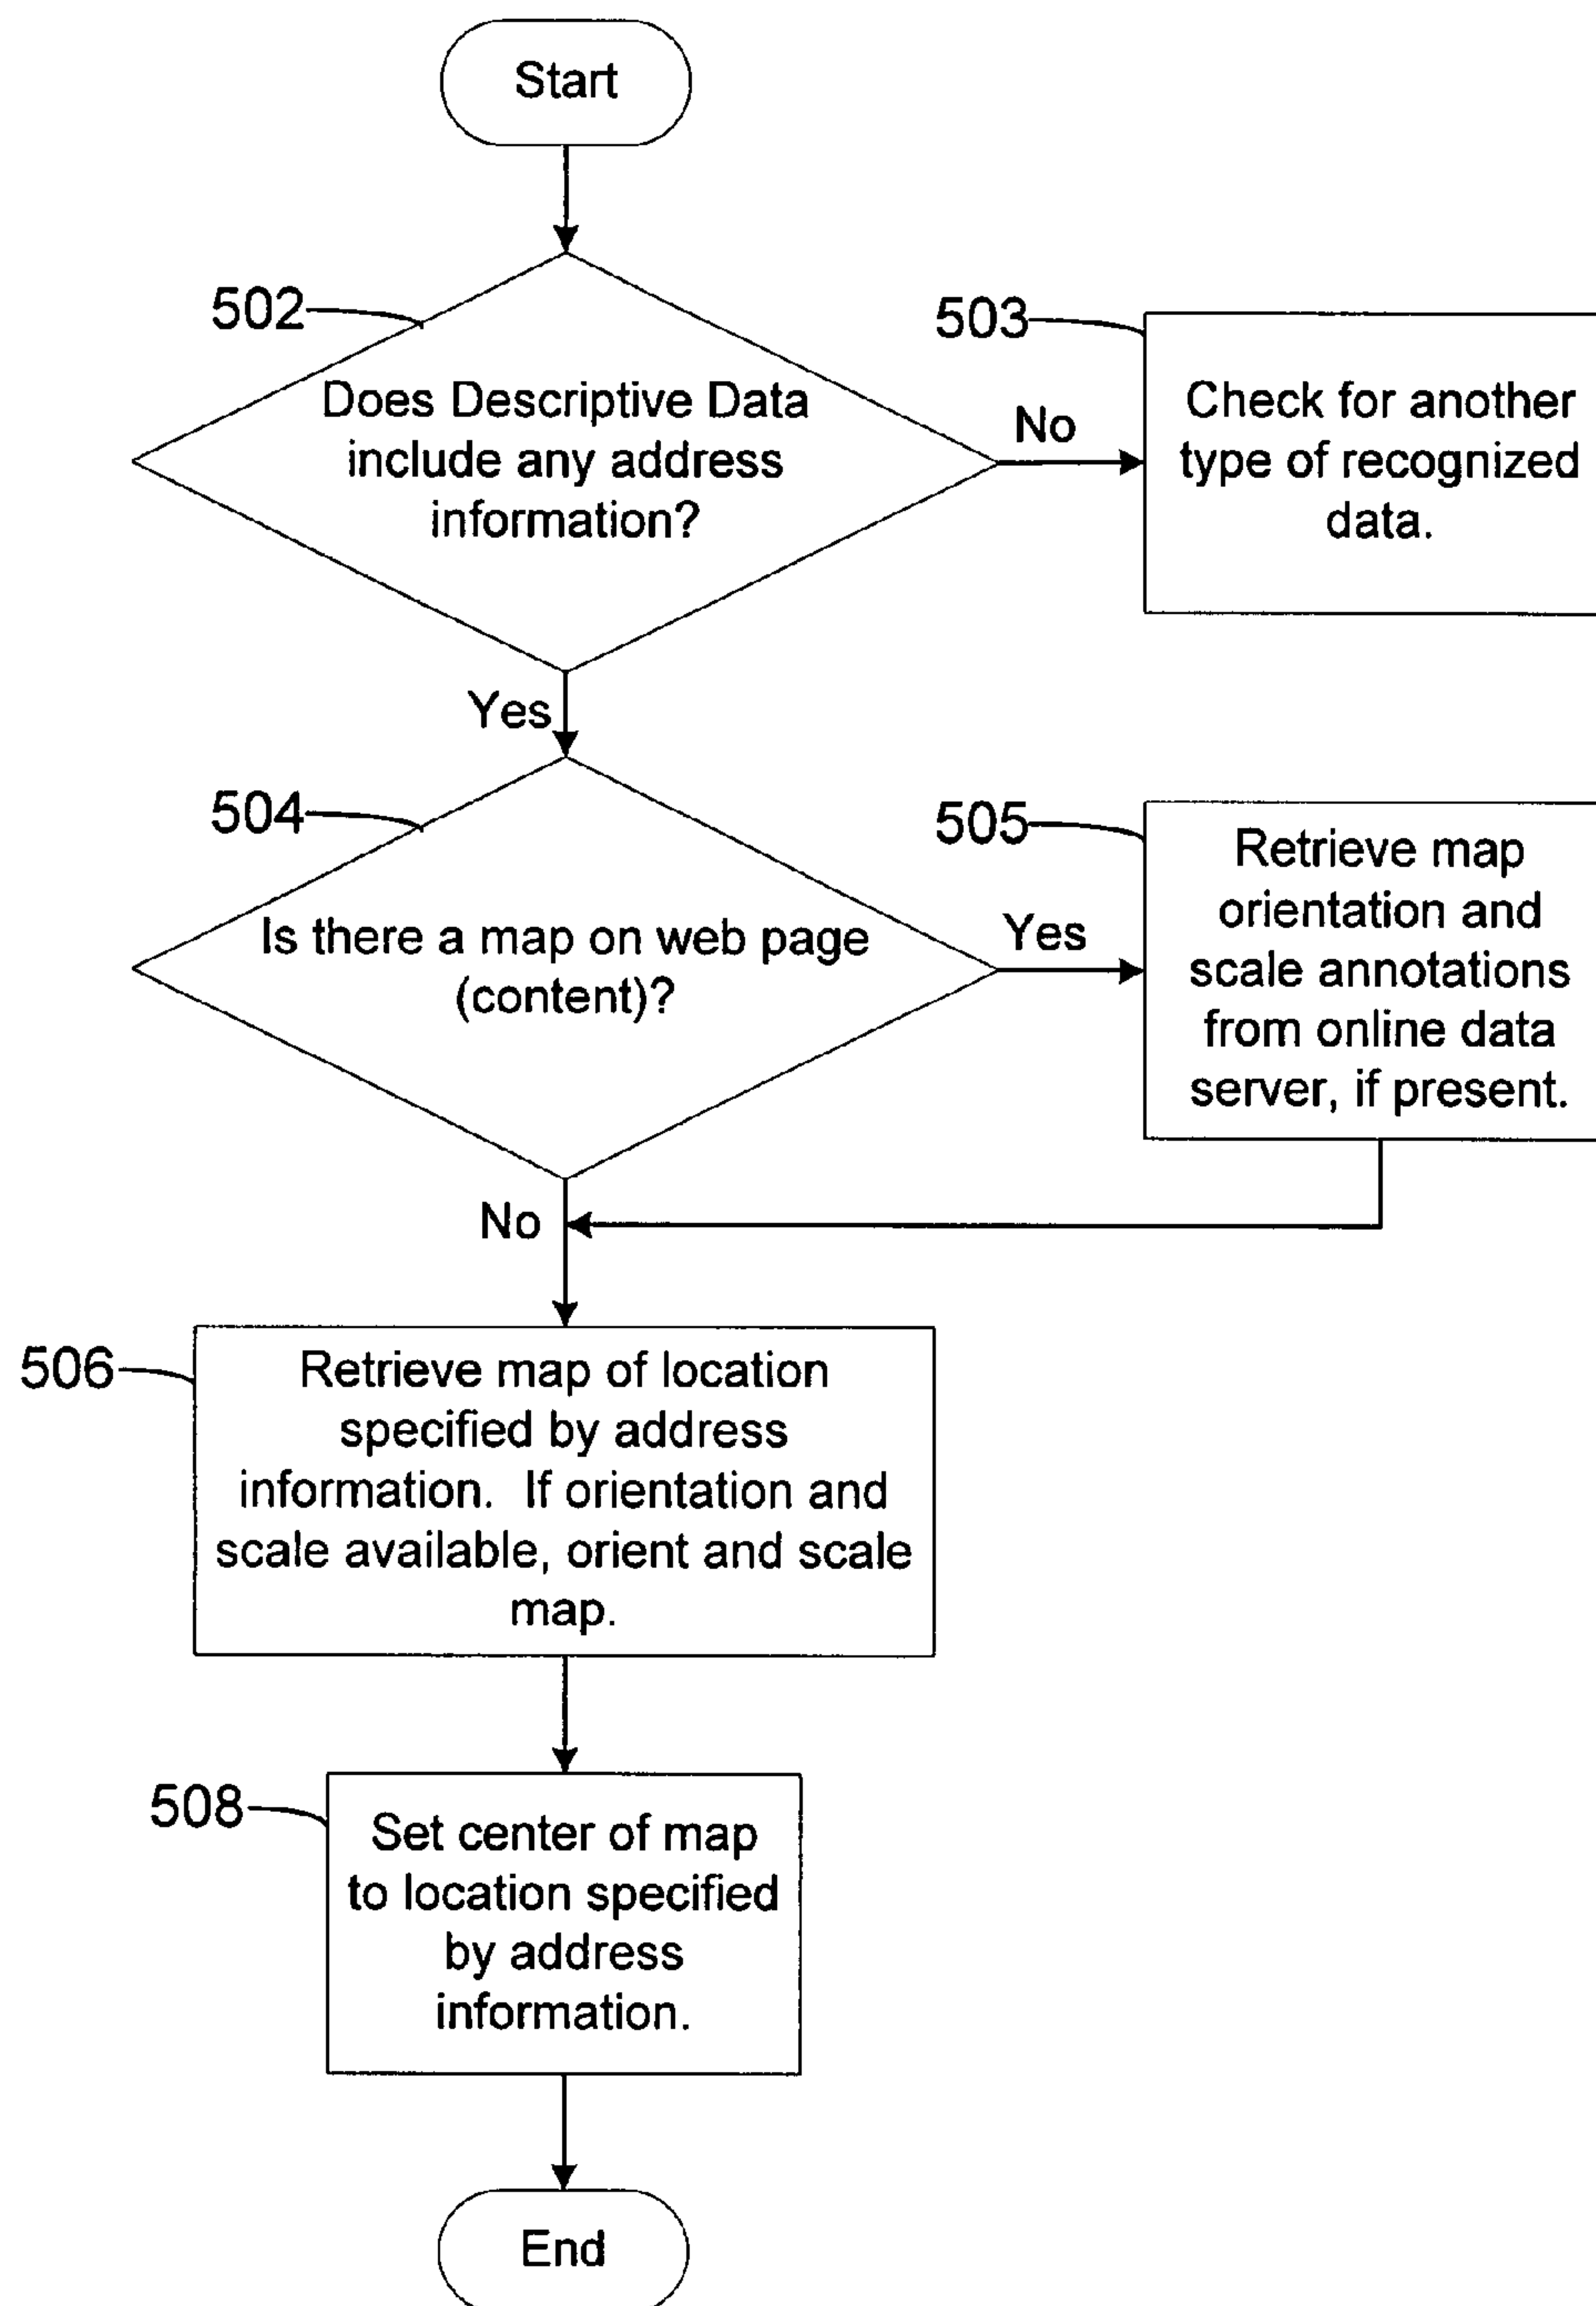 Start
502
Does Descriptive Data
include any address
information?
No
503
Check for another
type of recognized
data.
Yes
504
Is there a map on web page
(content)?
Yes
505
Retrieve map
orientation and
scale annotations
from online data
server, if present.
No
506
Retrieve map of location
specified by address
information.  If orientation and
scale available, orient and scale
map.
508
Set center of map
to location specified
by address
information.
End